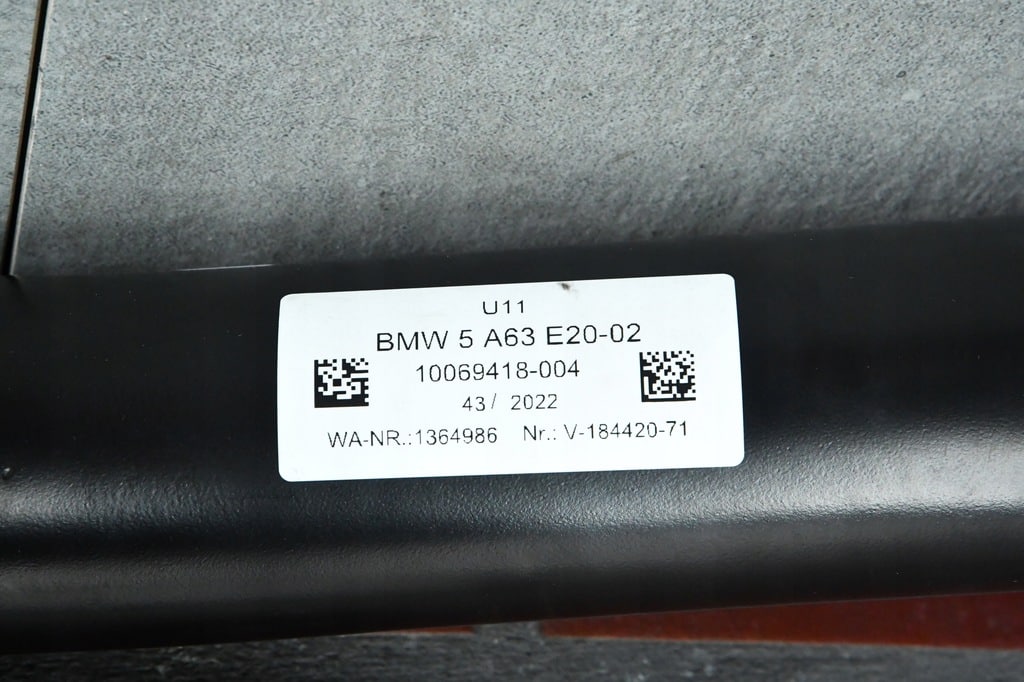 U11
BMW 5 A63 E20-02
10069418-004
43/ 2022
WA-NR.:1364986 Nr.: V-184420-71